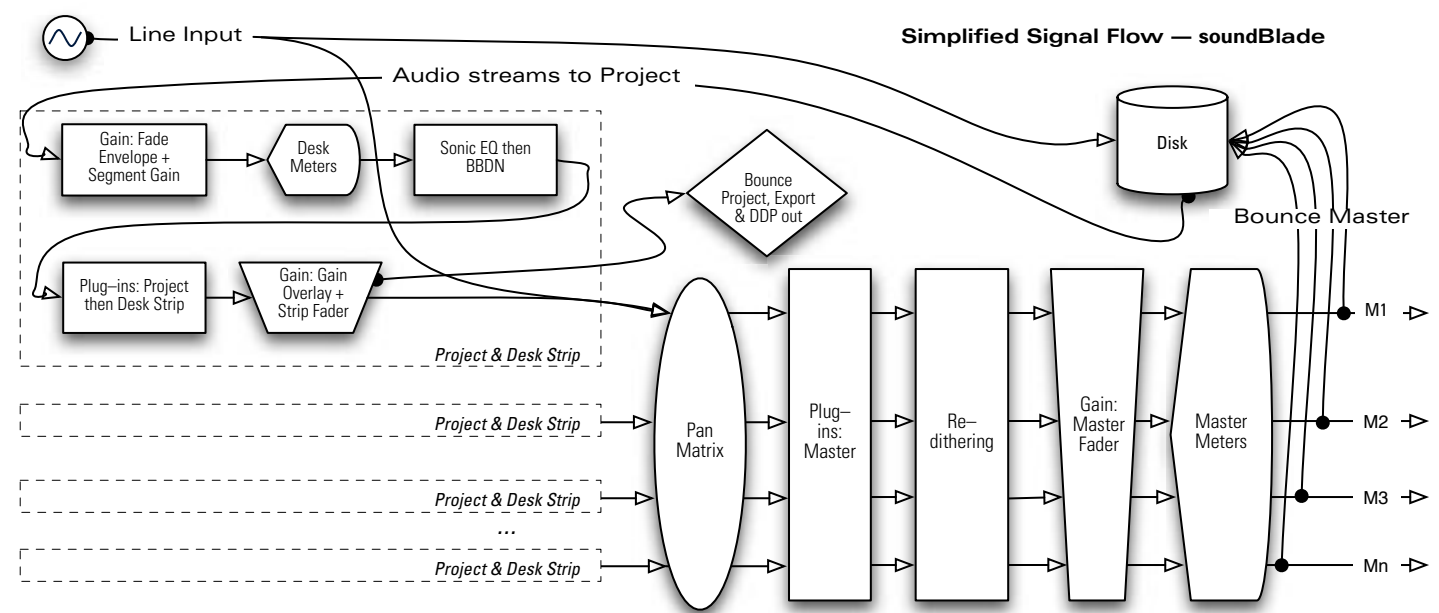 Line Input
Simplified Signal Flow — soundBlade
Audio streams to Project
Gain: Fade
Envelope +
Segment Gain
Desk
Meters
Sonic EQ then
BBDN
Bounce
Project, Export
& DDP out
Disk
Bounce Master
Plug–ins: Project
then Desk Strip
Gain: Gain
Overlay +
Strip Fader
Project & Desk Strip
Project & Desk Strip
Project & Desk Strip
...
Project & Desk Strip
Pan
Matrix
Plug–
ins:
Master
Re–
dithering
Gain:
Master
Fader
Master
Meters
M1
M2
M3
Mn